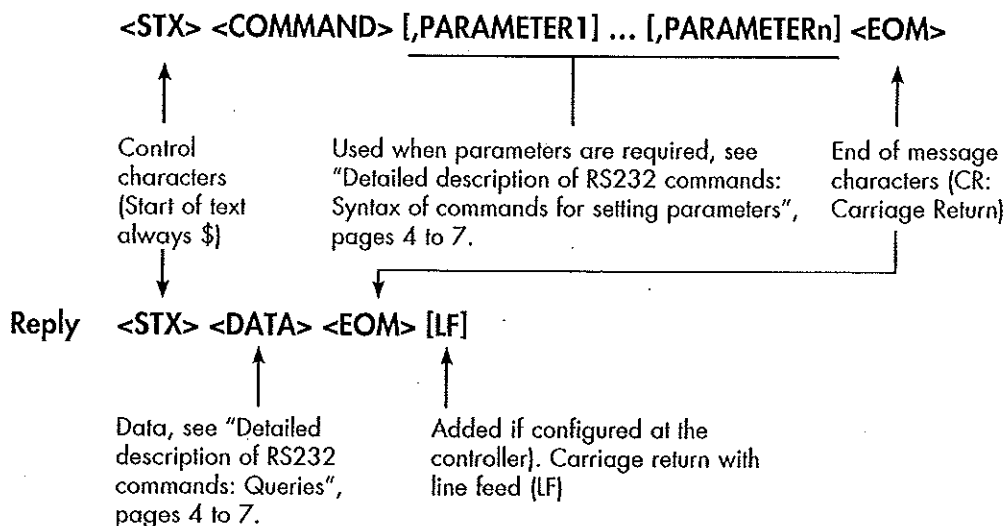 <STX> <COMMAND> [,PARAMETER1] ... [,PARAMETERn] <EOM>
Control
characters
(Start of text
always $)
Used when parameters are required, see
"Detailed description of RS232 commands:
Syntax of commands for setting parameters",
pages 4 to 7.
End of message
characters (CR:
Carriage Return)
Reply <STX> <DATA> <EOM> [LF]
Data, see "Detailed
description of RS232
commands: Queries",
pages 4 to 7.
Added if configured at the
controller). Carriage return with
line feed (LF)